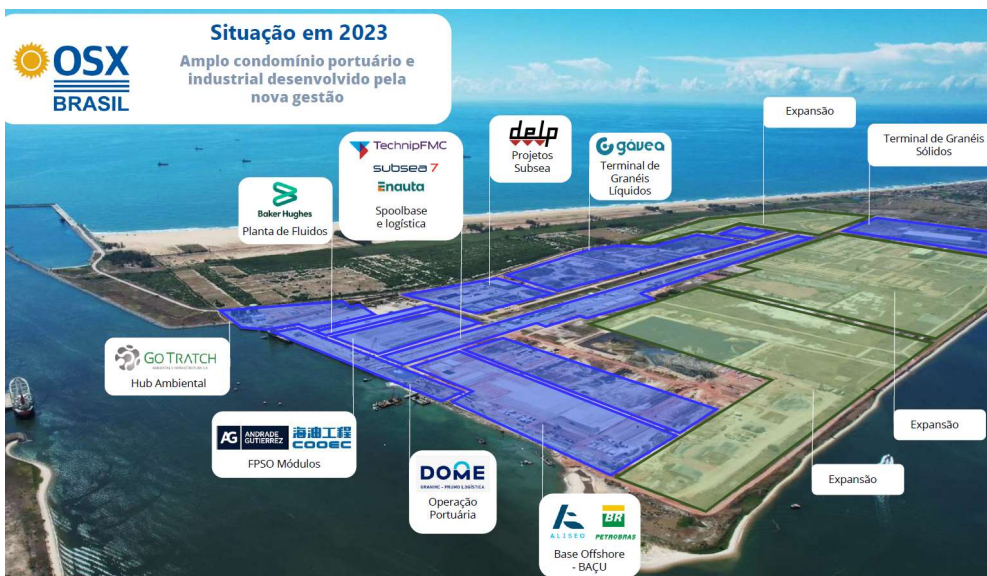 OSX
BRASIL
Situação em 2023
Amplo condomínio portuário e
industrial desenvolvido pela
nova gestão
Baker Hughes
Planta de Fluidos
TechnipFMC
subsea 7
Enauta
Spoolbase
e logística
delp
Projetos
Subsea
gávea
Terminal de
Granéis
Líquidos
Expansão
Terminal de Granéis
Sólidos
GO TRATCH
Hub Ambiental
AG ANDRADE
GUTIERREZ
海油工程
COOEC
FPSO Módulos
DOME
Operação
Portuária
ALISEO
BR
PETROBRAS
Base Offshore
- BAÇU
Expansão
Expansão